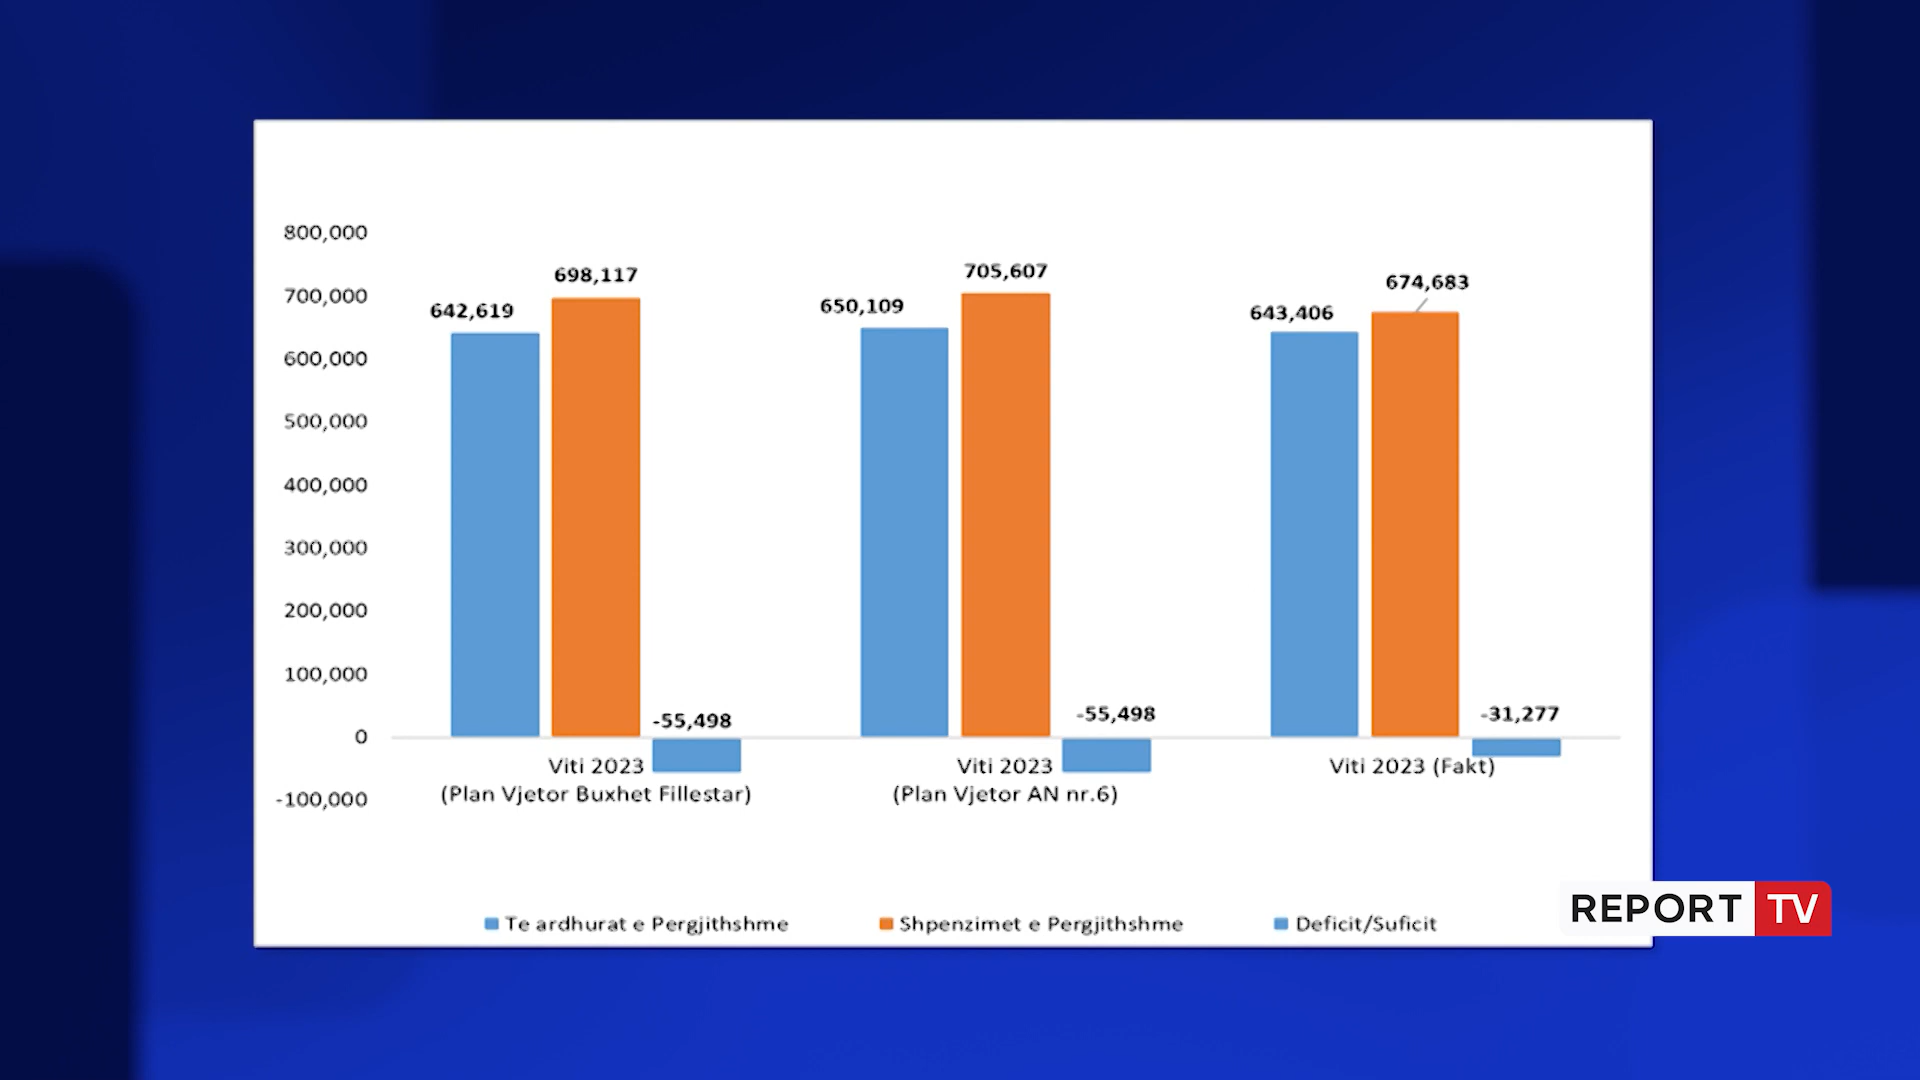 800,000
700,000
600,000
500,000
400,000
300,000
200,000
100,000
0
-100,000
642,619
698,117
-55,498
650,109
705,607
-55,498
643,406
674,683
-31,277
Viti 2023
(Plan Vjetor Buxhet Fillestar)
Viti 2023
(Plan Vjetor AN nr.6)
Viti 2023 (Fakt)
Te ardhurat e Pergjithshme
Shpenzimet e Pergjithshme
Deficit/Suficit
REPORT TV